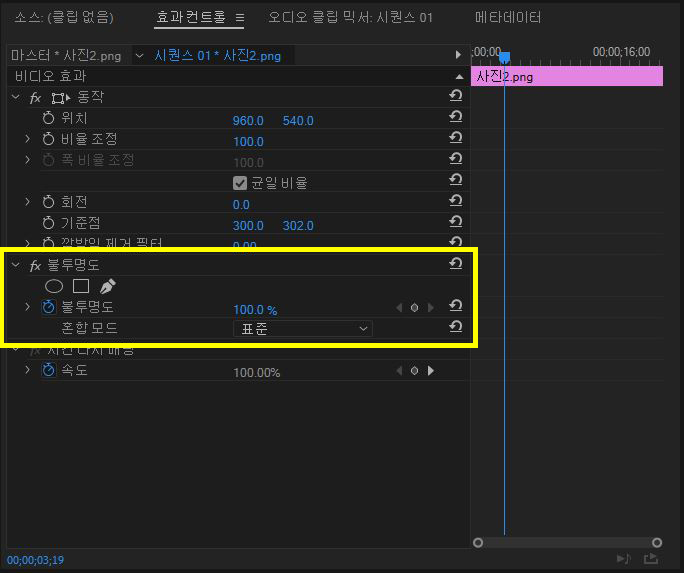 소스: (클립 없음) 효과 컨트롤 오디오 클립 믹서: 시퀀스 01 메타데이터
마스터 * 사진2.png 시퀀스 01 * 사진2.png ;00;00 00;00;16;00
비디오 효과 사진2.png
fx 동작
위치 960.0 540.0
비율 조정 100.0
폭 비율 조정 100.0
균일 비율
회전 0.0
기준점 300.0 302.0
깜박임 제거 필터 0.00
fx 불투명도
불투명도 100.0 %
혼합 모드 표준
fx 시간 다시 매핑
속도 100.00%
00;00;03;19